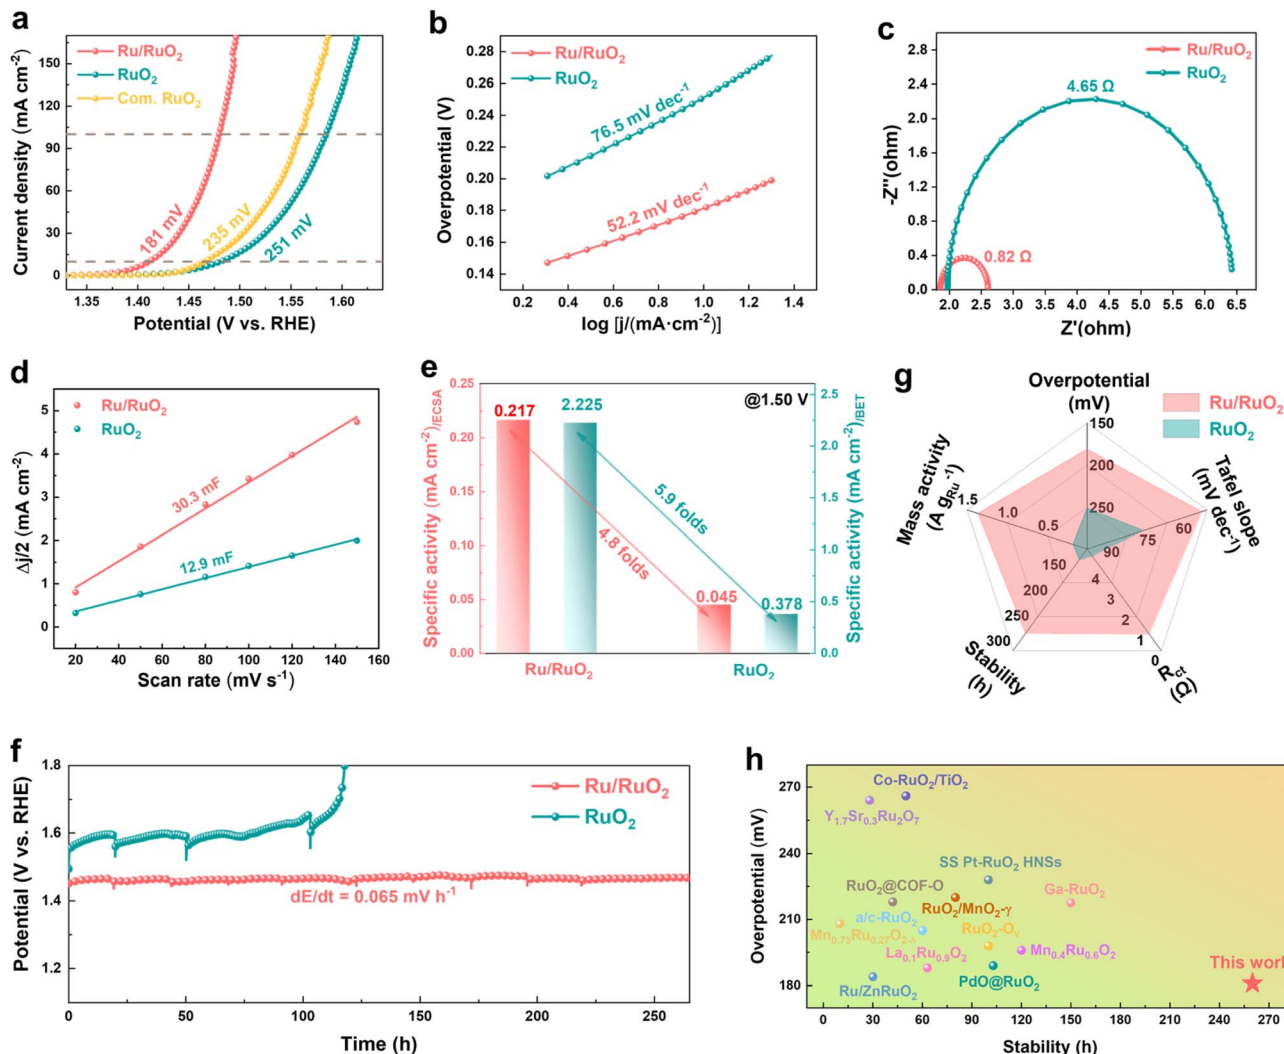 a
Ru/RuO₂
RuO₂
Com. RuO₂
181 mV
235 mV
251 mV
150
120
90
60
30
0
1.35 1.40 1.45 1.50 1.55 1.60
Current density (mA cm⁻²)
Potential (V vs. RHE)
b
Ru/RuO₂
RuO₂
76.5 mV dec⁻¹
52.2 mV dec⁻¹
0.28
0.26
0.24
0.22
0.20
0.18
0.16
0.14
0.2 0.4 0.6 0.8 1.0 1.2 1.4
Overpotential (V)
log [j/(mA·cm⁻²)]
c
Ru/RuO₂
RuO₂
4.65 Ω
0.82 Ω
2.8
2.4
2.0
1.6
1.2
0.8
0.4
0.0
2.0 2.5 3.0 3.5 4.0 4.5 5.0 5.5 6.0 6.5
-Z''(ohm)
Z'(ohm)
d
Ru/RuO₂
RuO₂
30.3 mF
12.9 mF
5
4
3
2
1
0
20 40 60 80 100 120 140 160
Δj/2 (mA cm⁻²)
Scan rate (mV s⁻¹)
e
@1.50 V
0.217
2.225
0.045
0.378
4.8 folds
5.9 folds
0.25
0.20
0.15
0.10
0.05
0.00
2.5
2.0
1.5
1.0
0.5
0.0
Ru/RuO₂ RuO₂
Specific activity (mA cm⁻²)/ECSA
Specific activity (mA cm⁻²)/BET
g
Ru/RuO₂
RuO₂
Overpotential
(mV)
150
200
250
Tafel slope
(mV dec⁻¹)
60
75
90
Rct(Ω)
4
3
2
1
0
Stability
(h)
150
200
250
300
Mass activity
(A gRu⁻¹)
0.5
1.0
1.5
f
Ru/RuO₂
RuO₂
dE/dt = 0.065 mV h⁻¹
1.8
1.6
1.4
1.2
0 50 100 150 200 250
Potential (V vs. RHE)
Time (h)
h
Co-RuO₂/TiO₂
Y₁.₇Sr₀.₃Ru₂O₇
SS Pt-RuO₂ HNSs
RuO₂@COF-O
Ga-RuO₂
RuO₂/MnO₂-γ
a/c-RuO₂
Mn₀.₇₃Ru₀.₂₇O₂₋δ
RuO₂-Oᵥ
La₀.₁Ru₀.₉O₂
Mn₀.₄Ru₀.₆O₂
Ru/ZnRuO₂
PdO@RuO₂
This work
270
240
210
180
0 30 60 90 120 150 180 210 240 270
Overpotential (mV)
Stability (h)